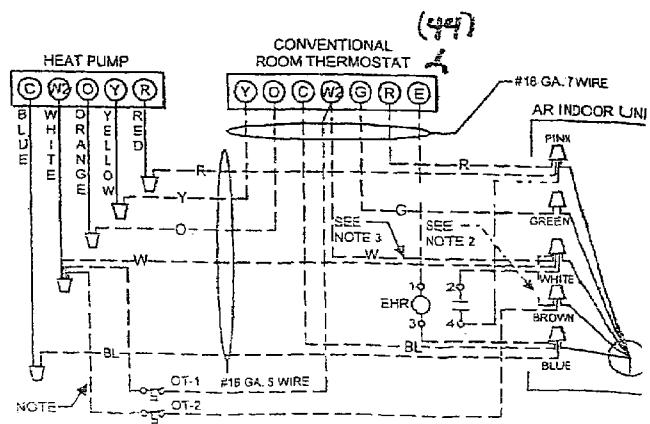 HEAT PUMP
C W2 O Y R
BLUE
WHITE
ORANGE
YELLOW
RED
CONVENTIONAL
ROOM THERMOSTAT
Y O C W2 G R E
#18 GA. 7 WIRE
AR INDOOR UNI
PINK
R
R
Y
G
GREEN
O
SEE
NOTE 3
SEE
NOTE 2
W
W
WHITE
1
2
EHR
3
4
BROWN
BL
BL
BLUE
OT-1
#18 GA. 5 WIRE
OT-2
NOTE